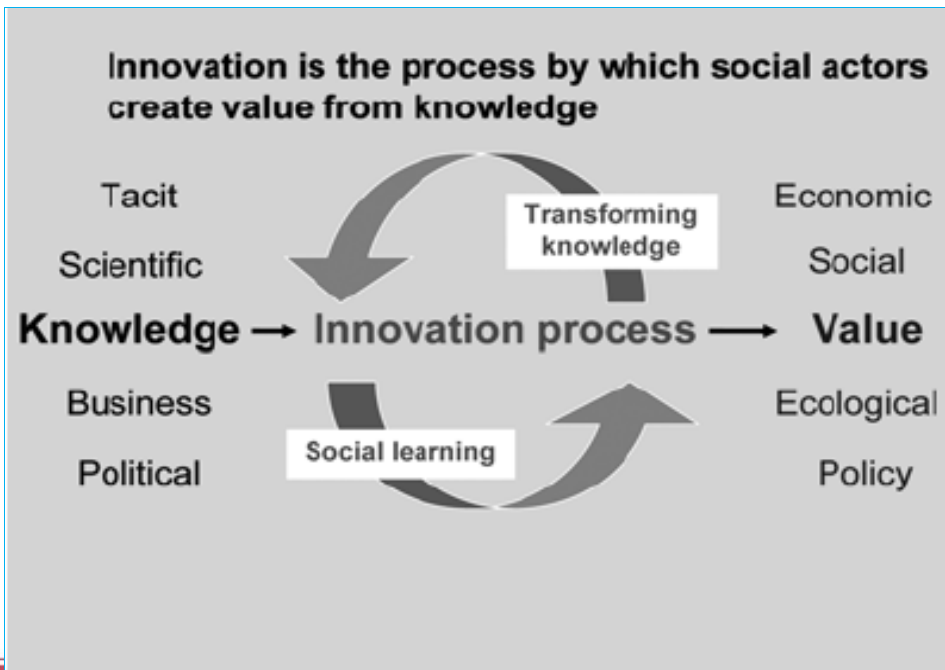 Innovation is the process by which social actors
create value from knowledge
Tacit
Transforming
knowledge
Economic
Scientific
Social
Knowledge Innovation process Value
Business
Social learning
Ecological
Political
Policy